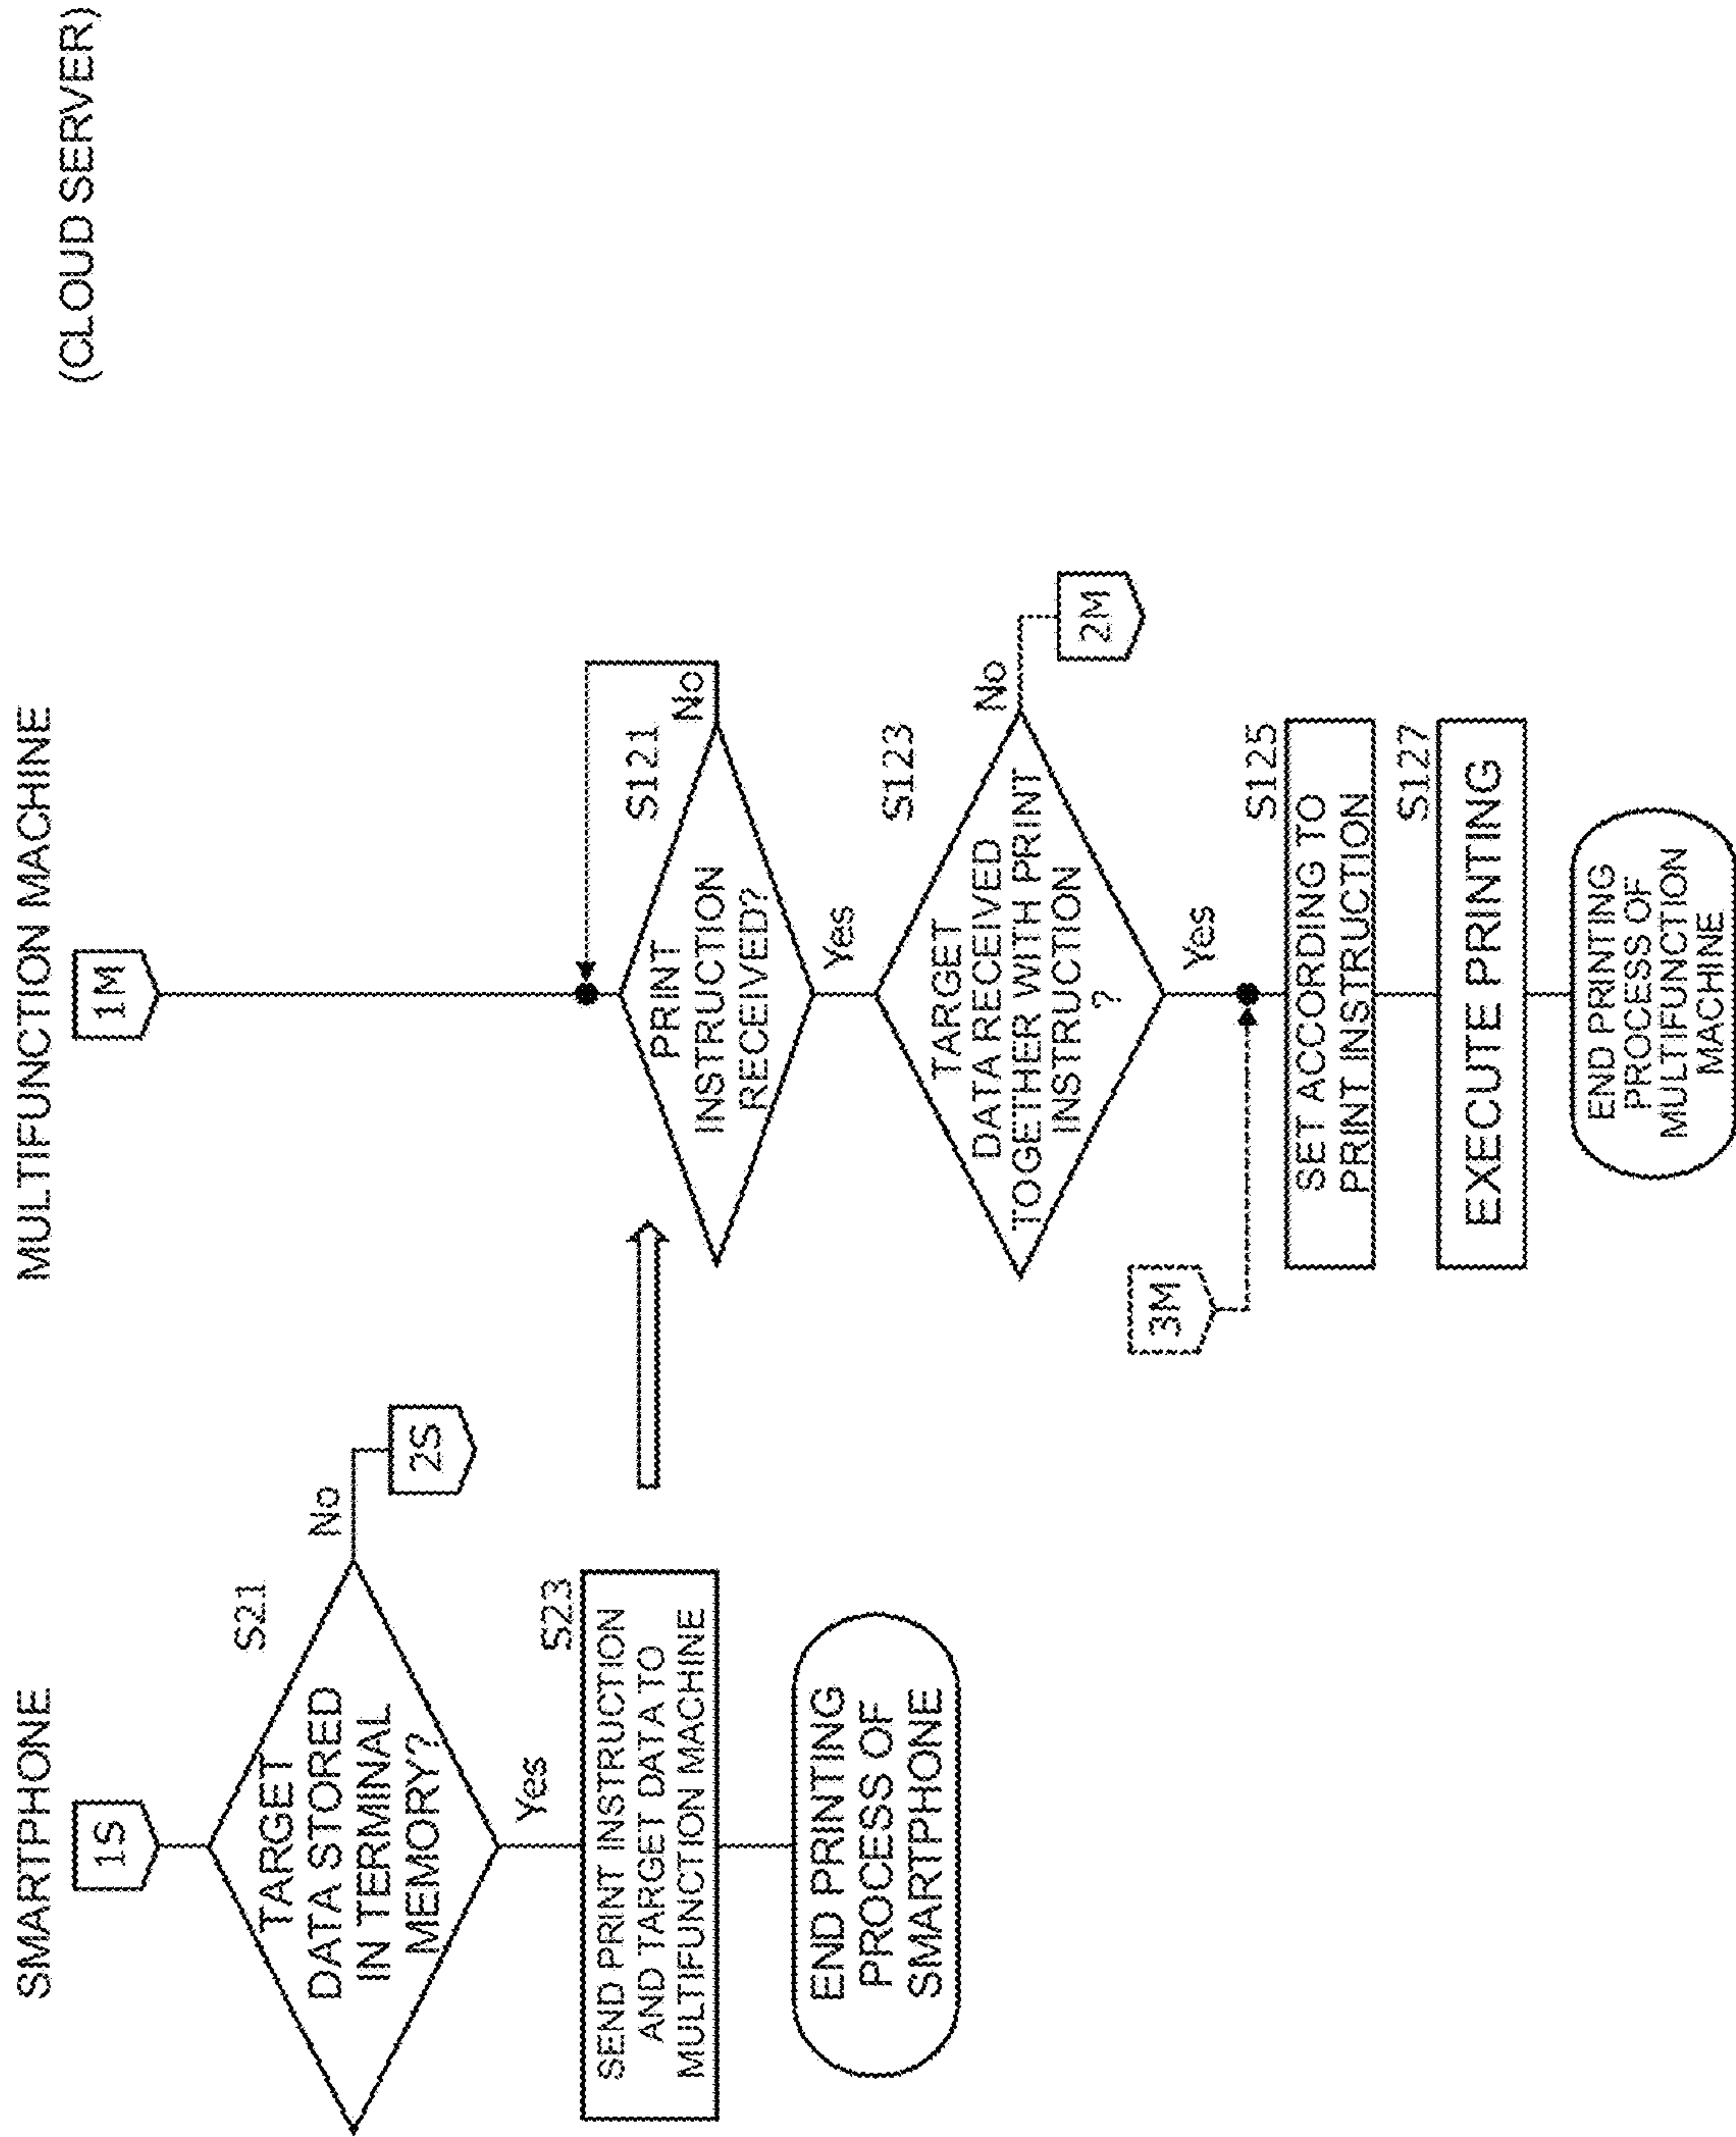 SMARTPHONE
1S
S21
TARGET
DATA STORED
IN TERMINAL
MEMORY?
No
2S
Yes
S23
SEND PRINT INSTRUCTION
AND TARGET DATA TO
MULTIFUNCTION MACHINE
END PRINTING
PROCESS OF
SMARTPHONE
MULTIFUNCTION MACHINE
1M
S121
PRINT
INSTRUCTION
RECEIVED?
No
Yes
S123
TARGET
DATA RECEIVED
TOGETHER WITH PRINT
INSTRUCTION
?
No
2M
Yes
3M
S125
SET ACCORDING TO
PRINT INSTRUCTION
S127
EXECUTE PRINTING
END PRINTING
PROCESS OF
MULTIFUNCTION
MACHINE
(CLOUD SERVER)